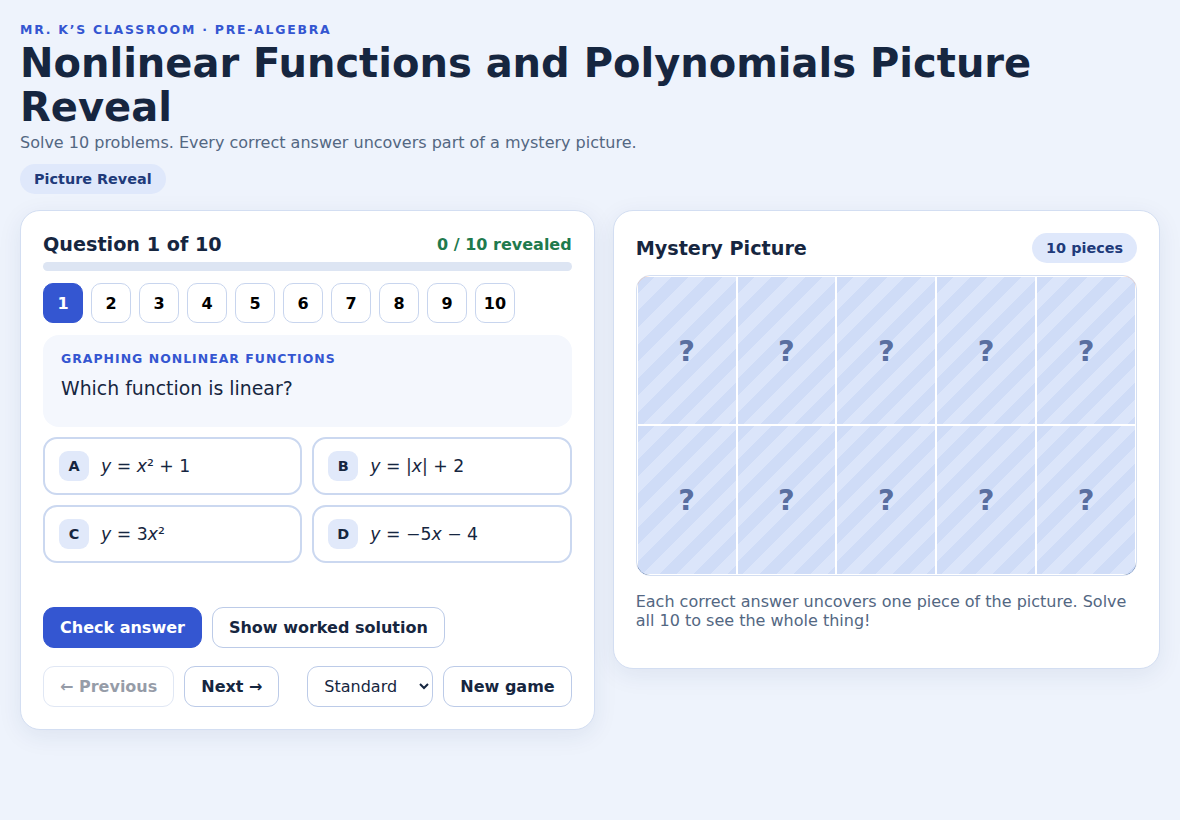 MR. K’S CLASSROOM · PRE-ALGEBRA
Nonlinear Functions and Polynomials Picture
Reveal
Solve 10 problems. Every correct answer uncovers part of a mystery picture.
Picture Reveal
Question 1 of 10
0 / 10 revealed
1 2 3 4 5 6 7 8 9 10
GRAPHING NONLINEAR FUNCTIONS
Which function is linear?
A y = x² + 1
B y = |x| + 2
C y = 3x²
D y = −5x − 4
Check answer
Show worked solution
← Previous
Next →
Standard
New game
Mystery Picture
10 pieces
? ? ? ? ?
? ? ? ? ?
Each correct answer uncovers one piece of the picture. Solve
all 10 to see the whole thing!